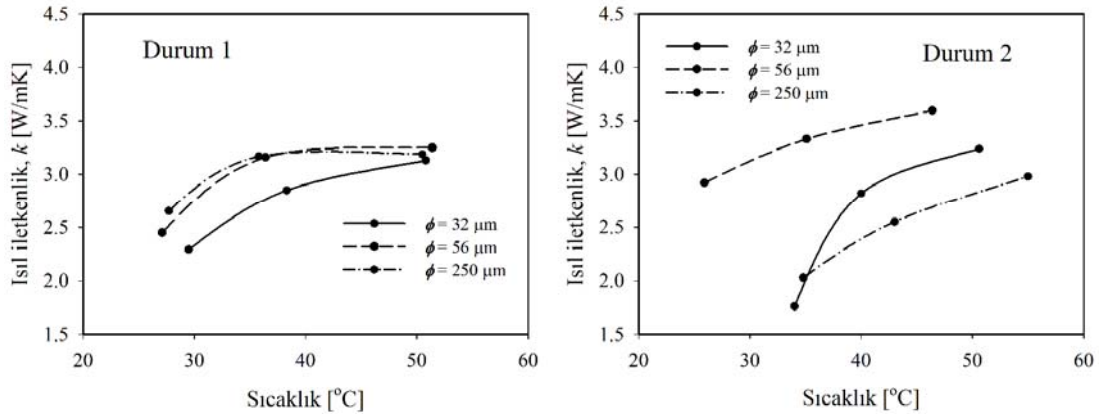 4.5
4.0
3.5
3.0
2.5
2.0
1.5
Isıl iletkenlik, k [W/mK]
Durum 1
ϕ = 32 µm
ϕ = 56 µm
ϕ = 250 µm
20
30
40
50
60
Sıcaklık [°C]
4.5
4.0
3.5
3.0
2.5
2.0
1.5
Isıl iletkenlik, k [W/mK]
ϕ = 32 µm
ϕ = 56 µm
ϕ = 250 µm
Durum 2
20
30
40
50
60
Sıcaklık [°C]